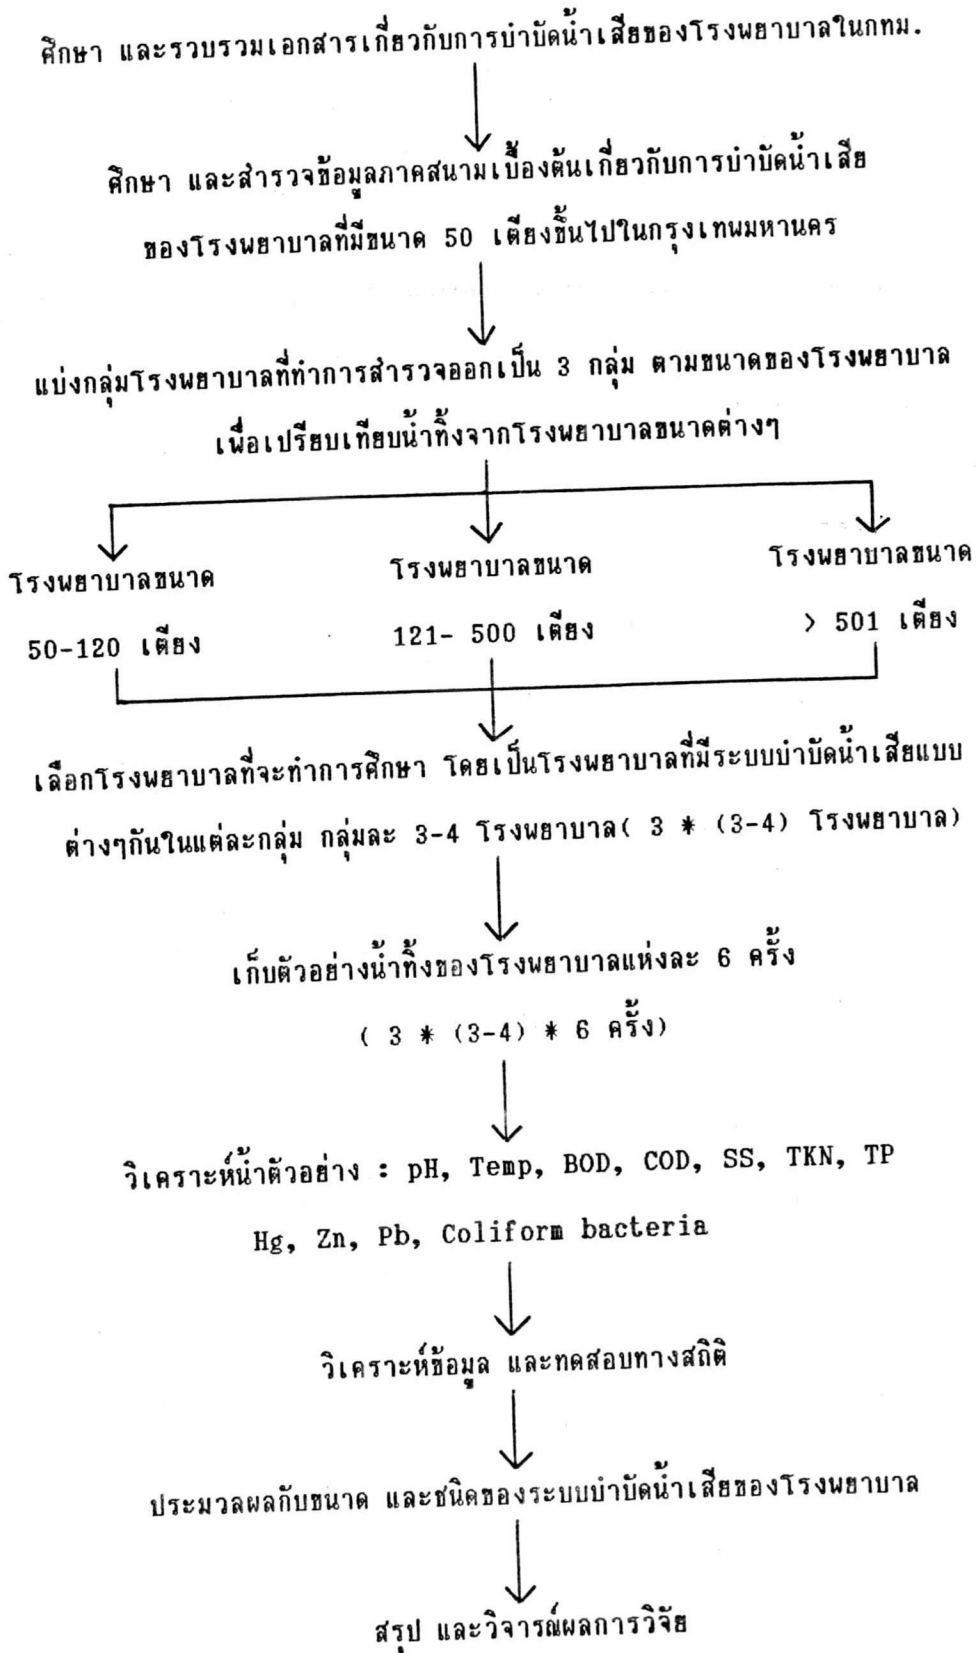 ศึกษา และรวบรวมเอกสารเกี่ยวกับการบำบัดน้ำเสียของโรงพยาบาลในกทม.
ศึกษา และสำรวจข้อมูลภาคสนามเบื้องต้นเกี่ยวกับการบำบัดน้ำเสีย
ของโรงพยาบาลที่มีขนาด 50 เตียงขึ้นไปในกรุงเทพมหานคร
แบ่งกลุ่มโรงพยาบาลที่ทำการสำรวจออกเป็น 3 กลุ่ม ตามขนาดของโรงพยาบาล
เพื่อเปรียบเทียบน้ำทิ้งจากโรงพยาบาลขนาดต่างๆ
โรงพยาบาลขนาด
50-120 เตียง
โรงพยาบาลขนาด
121- 500 เตียง
โรงพยาบาลขนาด
> 501 เตียง
เลือกโรงพยาบาลที่จะทำการศึกษา โดยเป็นโรงพยาบาลที่มีระบบบำบัดน้ำเสียแบบ
ต่างๆกันในแต่ละกลุ่ม กลุ่มละ 3-4 โรงพยาบาล( 3 * (3-4) โรงพยาบาล)
เก็บตัวอย่างน้ำทิ้งของโรงพยาบาลแห่งละ 6 ครั้ง
( 3 * (3-4) * 6 ครั้ง)
วิเคราะห์น้ำตัวอย่าง : pH, Temp, BOD, COD, SS, TKN, TP
Hg, Zn, Pb, Coliform bacteria
วิเคราะห์ข้อมูล และทดสอบทางสถิติ
ประมวลผลกับขนาด และชนิดของระบบบำบัดน้ำเสียของโรงพยาบาล
สรุป และวิจารณ์ผลการวิจัย